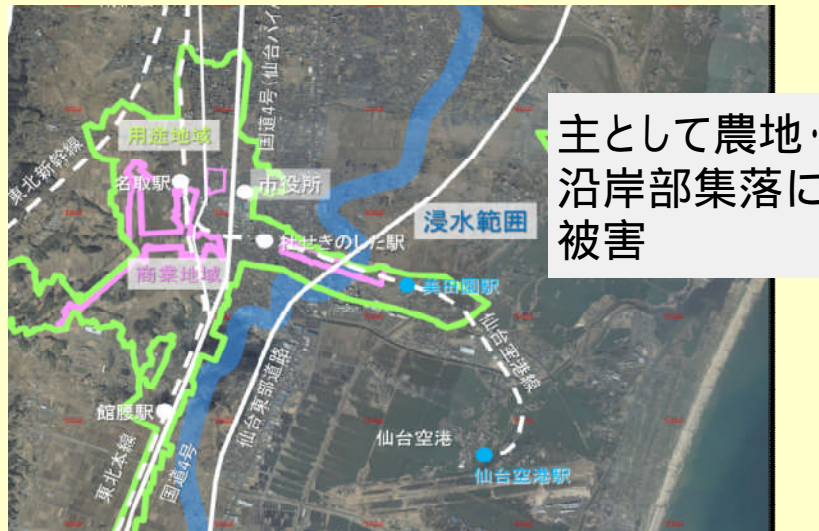 国道4号(仙台バイパ
用途地域
東北新幹線
名取駅
市役所
主として農地・
沿岸部集落に
被害
浸水範囲
杜せきのした駅
商業地域
美田園駅
仙台空港線
仙台東部道路
館腰駅
仙台空港
仙台空港駅
東北本線
国道4号